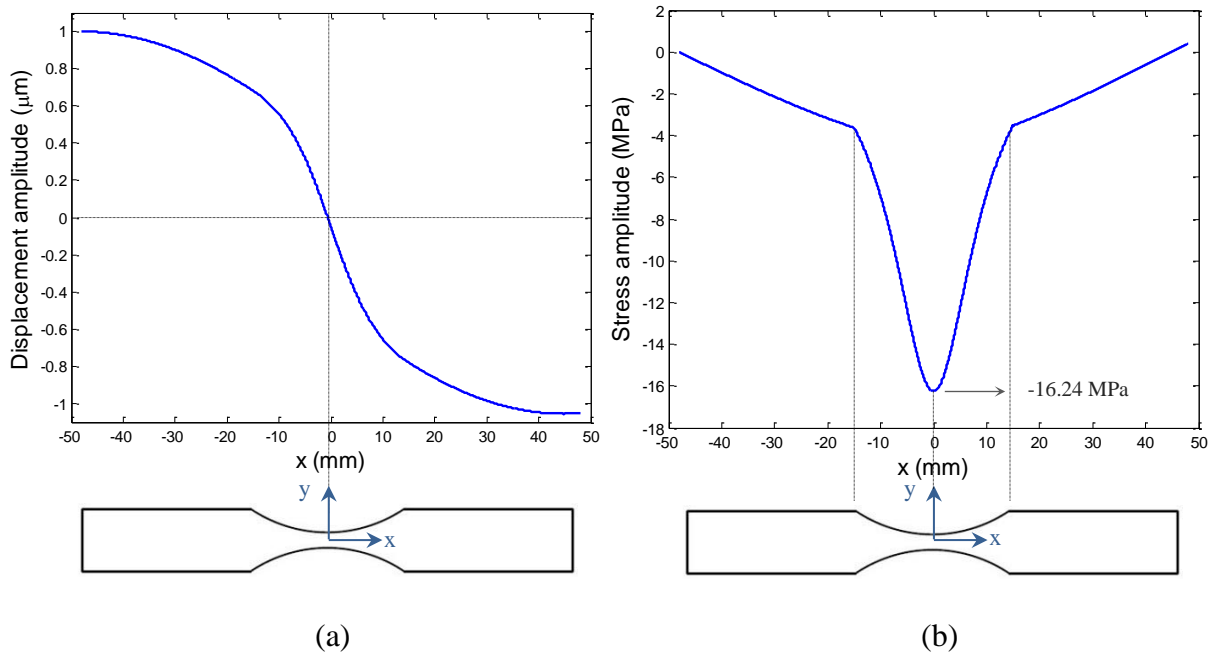 Displacement amplitude (μm)
1
0.8
0.6
0.4
0.2
0
-0.2
-0.4
-0.6
-0.8
-1
-50 -40 -30 -20 -10 0 10 20 30 40 50
x (mm)
y
x
(a)
Stress amplitude (MPa)
2
0
-2
-4
-6
-8
-10
-12
-14
-16
-18
-16.24 MPa
-50 -40 -30 -20 -10 0 10 20 30 40 50
x (mm)
y
x
(b)